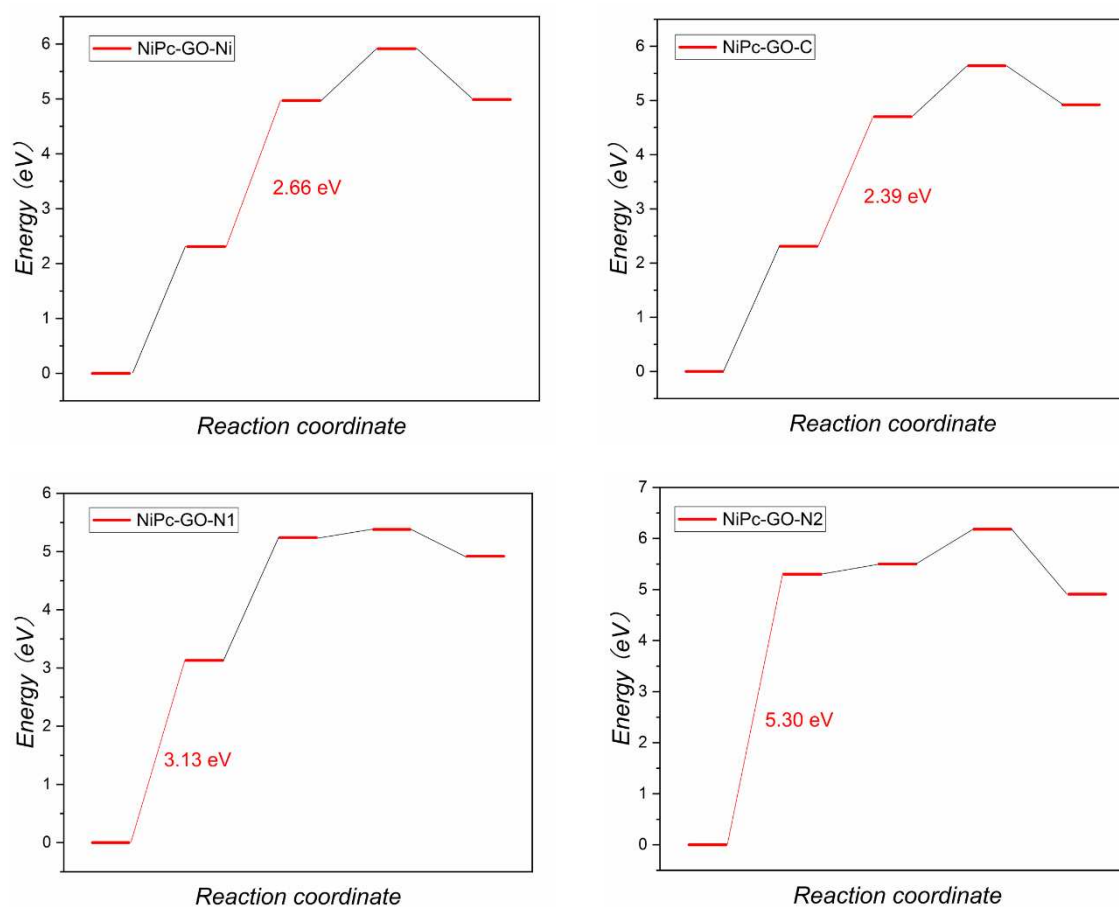 NiPc-GO-Ni
6
5
4
3
2
1
0
2.66 eV
Energy (eV)
Reaction coordinate
NiPc-GO-C
6
5
4
3
2
1
0
2.39 eV
Energy (eV)
Reaction coordinate
NiPc-GO-N1
6
5
4
3
2
1
0
3.13 eV
Energy (eV)
Reaction coordinate
NiPc-GO-N2
7
6
5
4
3
2
1
0
5.30 eV
Energy (eV)
Reaction coordinate